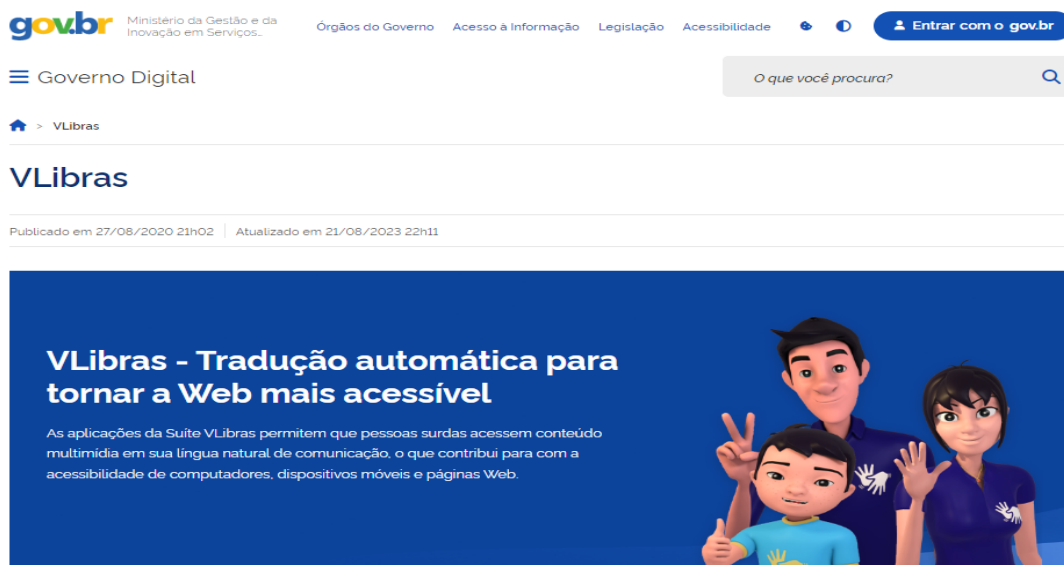 gov.br
Ministério da Gestão e da
Inovação em Serviços...
Órgãos do Governo Acesso à Informação Legislação Acessibilidade
Entrar com o gov.br
Governo Digital
O que você procura?
> VLibras
VLibras
Publicado em 27/08/2020 21h02 Atualizado em 21/08/2023 22h11
VLibras - Tradução automática para
tornar a Web mais acessível
As aplicações da Suíte VLibras permitem que pessoas surdas acessem conteúdo
multimídia em sua língua natural de comunicação, o que contribui para com a
acessibilidade de computadores, dispositivos móveis e páginas Web.